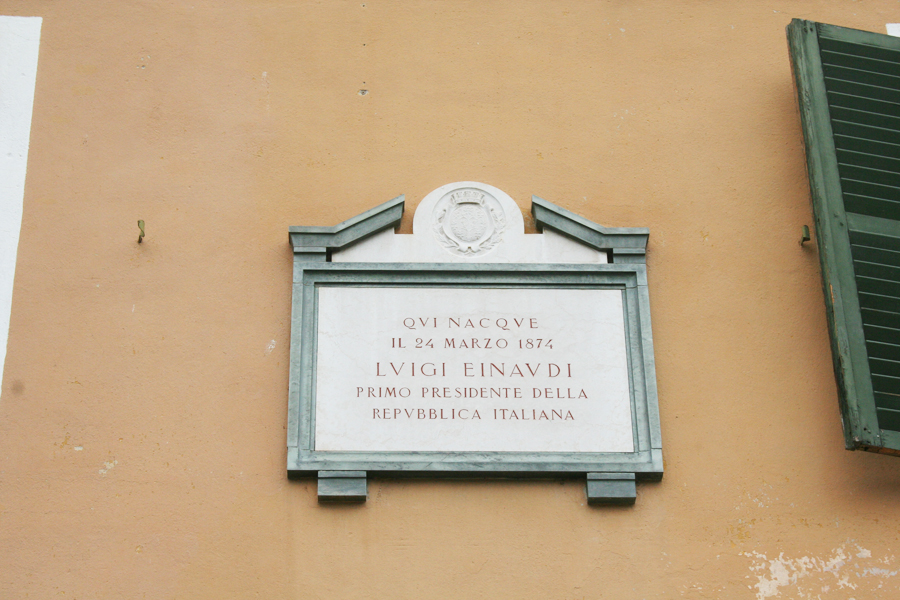 QVI NACQVE
IL 24 MARZO 1874
LVIGI EINAVDI
PRIMO PRESIDENTE DELLA
REPVBBLICA ITALIANA